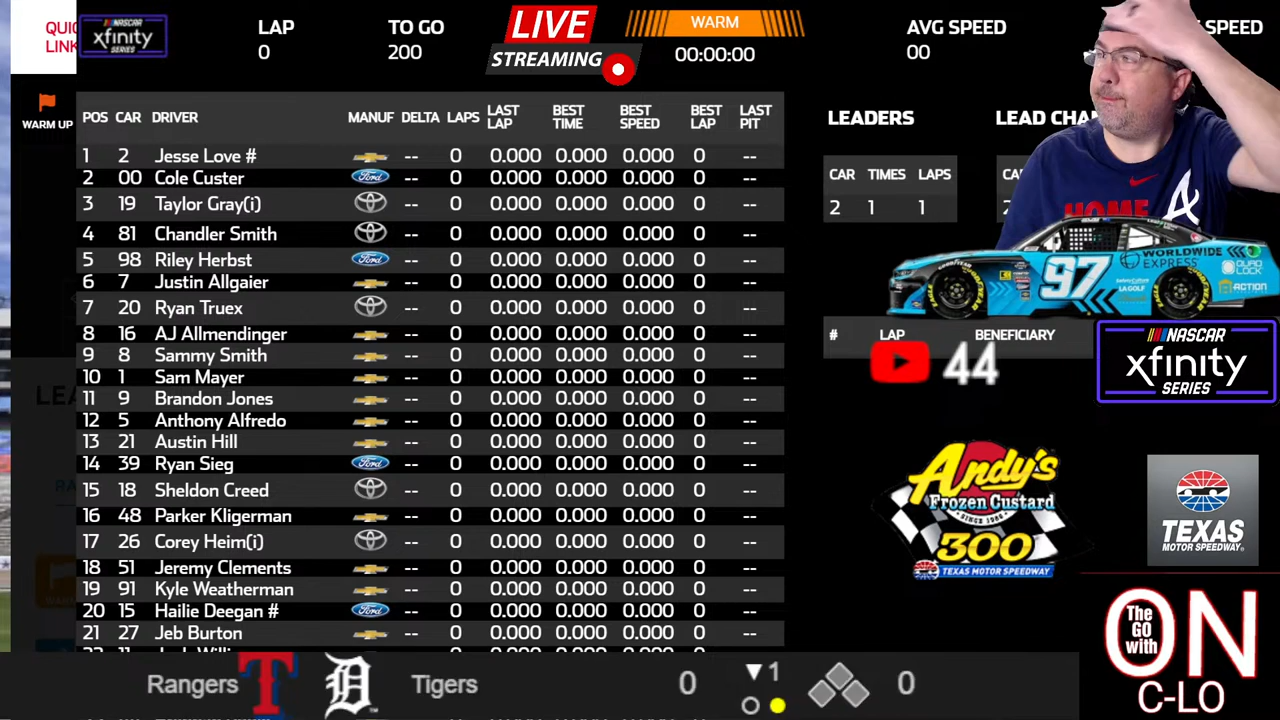 QUIC
LINK
NASCAR
xfinity
SERIES
LAP
0
TO GO
200
LIVE
STREAMING
WARM
00:00:00
AVG SPEED
00
SPEED
WARM UP
POS CAR DRIVER MANUF DELTA LAPS LAST LAP BEST TIME BEST SPEED BEST LAP LAST PIT
1 2 Jesse Love # -- 0 0.000 0.000 0.000 0 --
2 00 Cole Custer Ford -- 0 0.000 0.000 0.000 0 --
3 19 Taylor Gray(i) -- 0 0.000 0.000 0.000 0 --
4 81 Chandler Smith -- 0 0.000 0.000 0.000 0 --
5 98 Riley Herbst Ford -- 0 0.000 0.000 0.000 0 --
6 7 Justin Allgaier -- 0 0.000 0.000 0.000 0 --
7 20 Ryan Truex -- 0 0.000 0.000 0.000 0 --
8 16 AJ Allmendinger -- 0 0.000 0.000 0.000 0 --
9 8 Sammy Smith -- 0 0.000 0.000 0.000 0 --
10 1 Sam Mayer -- 0 0.000 0.000 0.000 0 --
11 9 Brandon Jones -- 0 0.000 0.000 0.000 0 --
12 5 Anthony Alfredo -- 0 0.000 0.000 0.000 0 --
13 21 Austin Hill -- 0 0.000 0.000 0.000 0 --
14 39 Ryan Sieg Ford -- 0 0.000 0.000 0.000 0 --
15 18 Sheldon Creed -- 0 0.000 0.000 0.000 0 --
16 48 Parker Kligerman -- 0 0.000 0.000 0.000 0 --
17 26 Corey Heim(i) -- 0 0.000 0.000 0.000 0 --
18 51 Jeremy Clements -- 0 0.000 0.000 0.000 0 --
19 91 Kyle Weatherman -- 0 0.000 0.000 0.000 0 --
20 15 Hailie Deegan # Ford -- 0 0.000 0.000 0.000 0 --
21 27 Jeb Burton -- 0 0.000 0.000 0.000 0 --
LEADERS
CAR TIMES LAPS
2 1 1
LEAD CHAN
HOME
A
97
WORLDWIDE
EXPRESS
QUAD
LOCK
ACTION
LA GOLF
# LAP BENEFICIARY
44
NASCAR
xfinity
SERIES
Andy's
Frozen Custard
SINCE 1986
300
TEXAS MOTOR SPEEDWAY
TEXAS
MOTOR SPEEDWAY
The
GO
with
ON
C-LO
Rangers T D Tigers 0 1 0